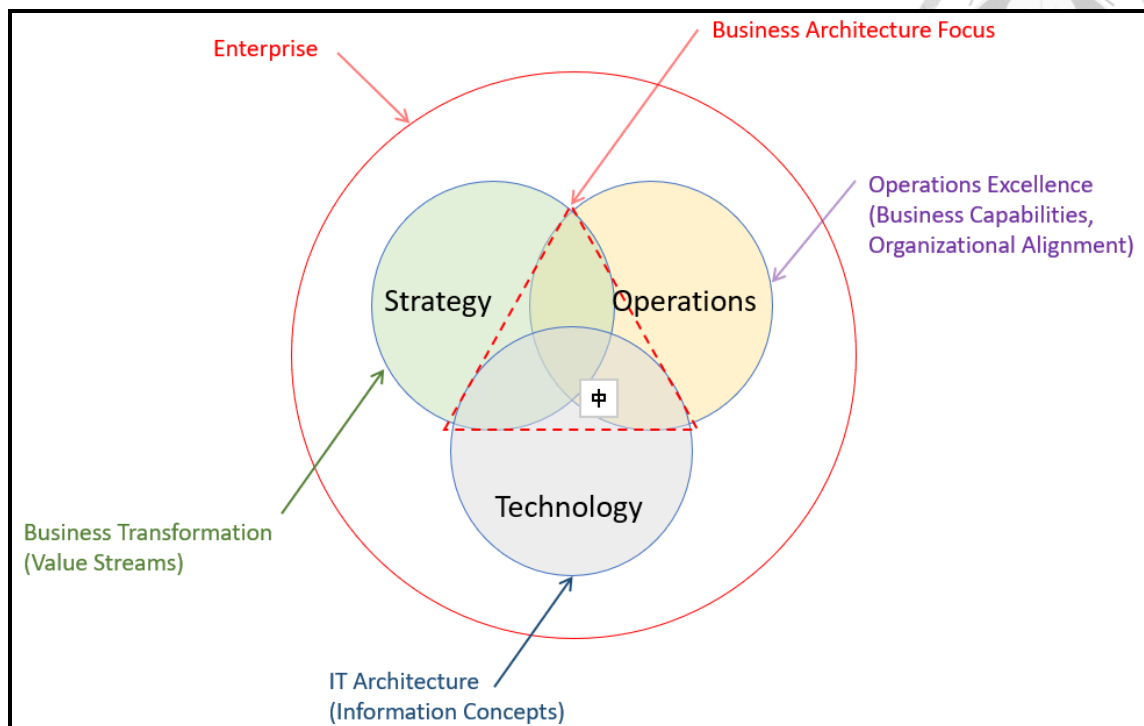 Enterprise
Business Architecture Focus
Operations Excellence
(Business Capabilities,
Organizational Alignment)
Strategy
Operations
中
Technology
Business Transformation
(Value Streams)
IT Architecture
(Information Concepts)